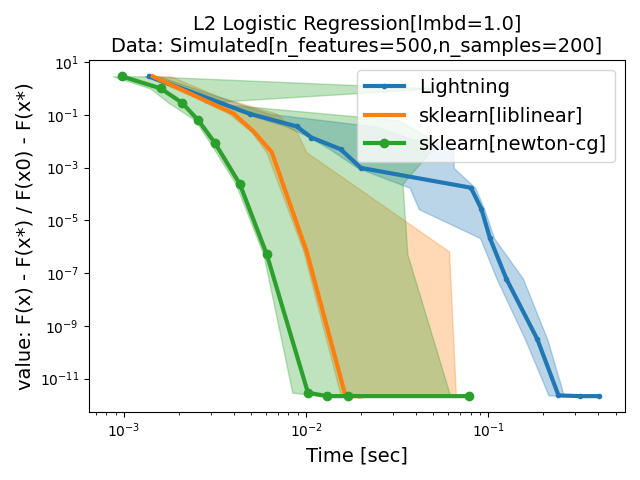 L2 Logistic Regression[lmbd=1.0]
Data: Simulated[n_features=500,n_samples=200]
value: F(x) - F(x*) / F(x0) - F(x*)
10^1
10^−1
10^−3
10^−5
10^−7
10^−9
10^−11
Lightning
sklearn[liblinear]
sklearn[newton-cg]
10^−3
10^−2
10^−1
Time [sec]